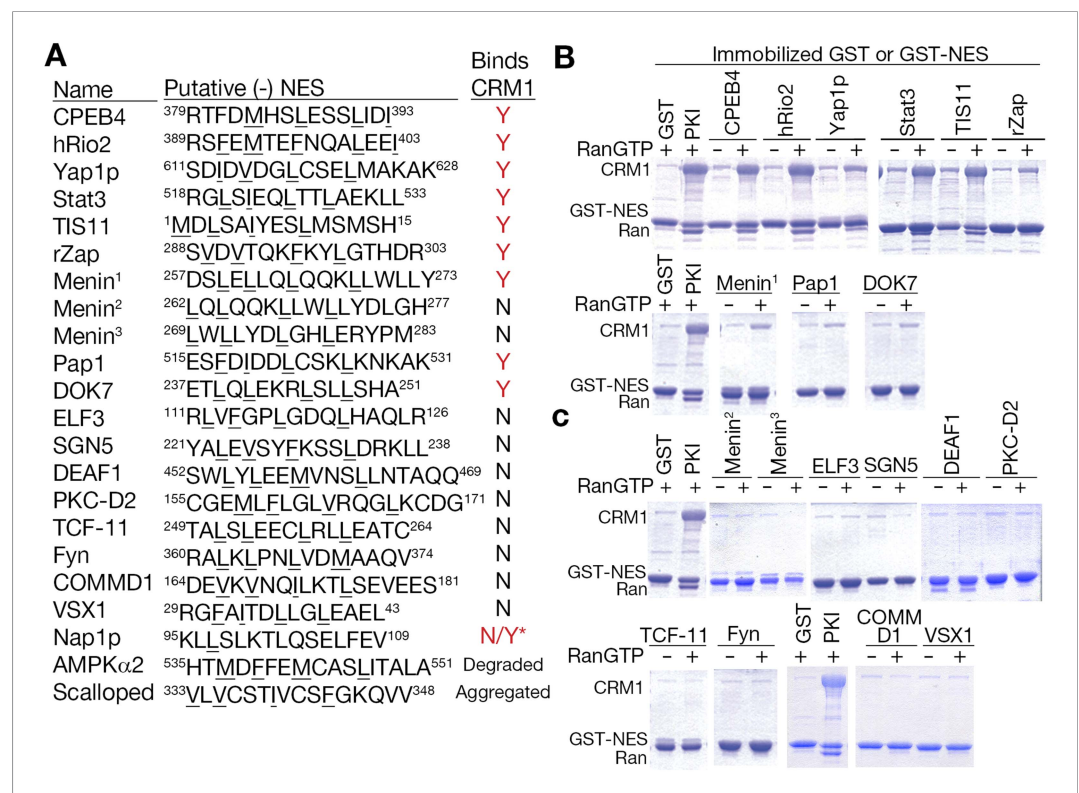 A
Name Putative (-) NES Binds CRM1
CPEB4 379RTFDMHSLESSLIDI393 Y
hRio2 389RSFEMTEFNQALEEI403 Y
Yap1p 611SDIDVDGLCSELMAKAK628 Y
Stat3 518RGLSIEQLTTLAEKLL533 Y
TIS11 1MDLSAIYESLMSMSH15 Y
rZap 288SVDVTQKFKYLGTHDR303 Y
Menin1 257DSLELLQLQQKLLWLLY273 Y
Menin2 262LQLQQKLLWLLYDLGH277 N
Menin3 269LWLLYDLGHLERYPM283 N
Pap1 515ESFDIDDLCSKLKNKAK531 Y
DOK7 237ETLQLEKRLSLLSHA251 Y
ELF3 111RLVFGPLGDQLHAQLR126 N
SGN5 221YALEVSYFKSSLDRKLL238 N
DEAF1 452SWLYLEEMVNSLLNTAQQ469 N
PKC-D2 155CGEMLFLGLVRQGLKCDG171 N
TCF-11 249TALSLEECLRLLEATC264 N
Fyn 360RALKLPNLVDMAAQV374 N
COMMD1 164DEVKVNQILKTLSEVEES181 N
VSX1 29RGFAITDLLGLEAEL43 N
Nap1p 95KLLSLKTLQSELFEV109 N/Y*
AMPKα2 535HTMDFFEMCASLITALA551 Degraded
Scalloped 333VLVCSTIVCSFGKQVV348 Aggregated
B
Immobilized GST or GST-NES
GST PKI CPEB4 hRio2 Yap1p Stat3 TIS11 rZap
RanGTP + + - + - + - + - + - + - +
CRM1
GST-NES
Ran
GST PKI Menin1 Pap1 DOK7
RanGTP + + - + - + - +
CRM1
GST-NES
Ran
C
GST PKI Menin2 Menin3 ELF3 SGN5 DEAF1 PKC-D2
RanGTP + + - + - + - + - + - + - +
CRM1
GST-NES
Ran
TCF-11 Fyn GST PKI COMM D1 VSX1
RanGTP - + - + + + - + - +
CRM1
GST-NES
Ran